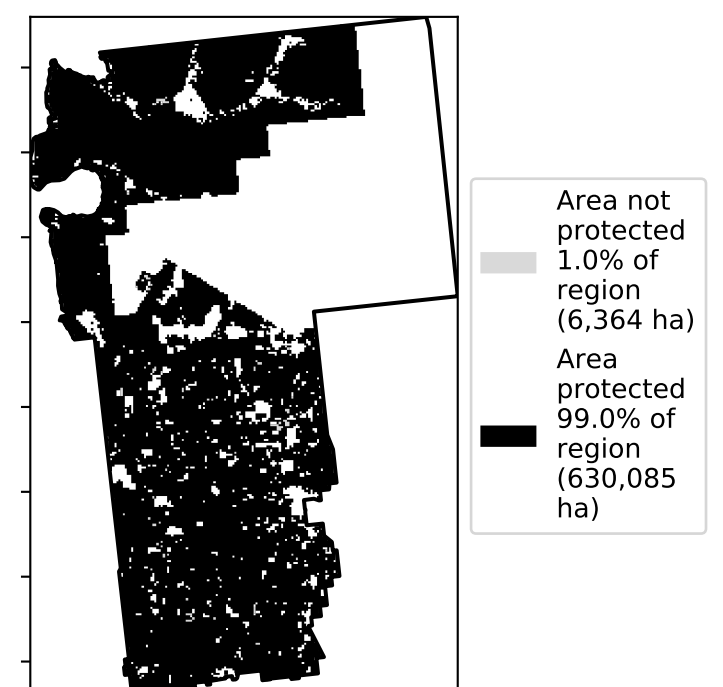 Area not
protected
1.0% of
region
(6,364 ha)
Area
protected
99.0% of
region
(630,085
ha)